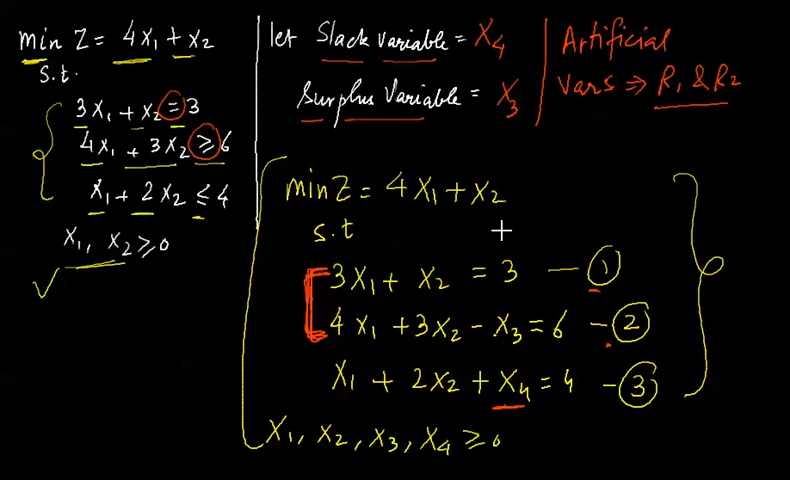 min Z = 4x₁ + x₂
s.t.
3x₁ + x₂ = 3
4x₁ + 3x₂ ≥ 6
x₁ + 2x₂ ≤ 4
x₁, x₂ ≥ 0
let Slack variable = x₄
Surplus Variable = x₃
Artificial
vars ⇒ R₁ & R₂
min Z = 4x₁ + x₂
s.t
3x₁ + x₂ = 3 — ①
4x₁ + 3x₂ - x₃ = 6 - ②
x₁ + 2x₂ + x₄ = 4 - ③
x₁, x₂, x₃, x₄ ≥ 0